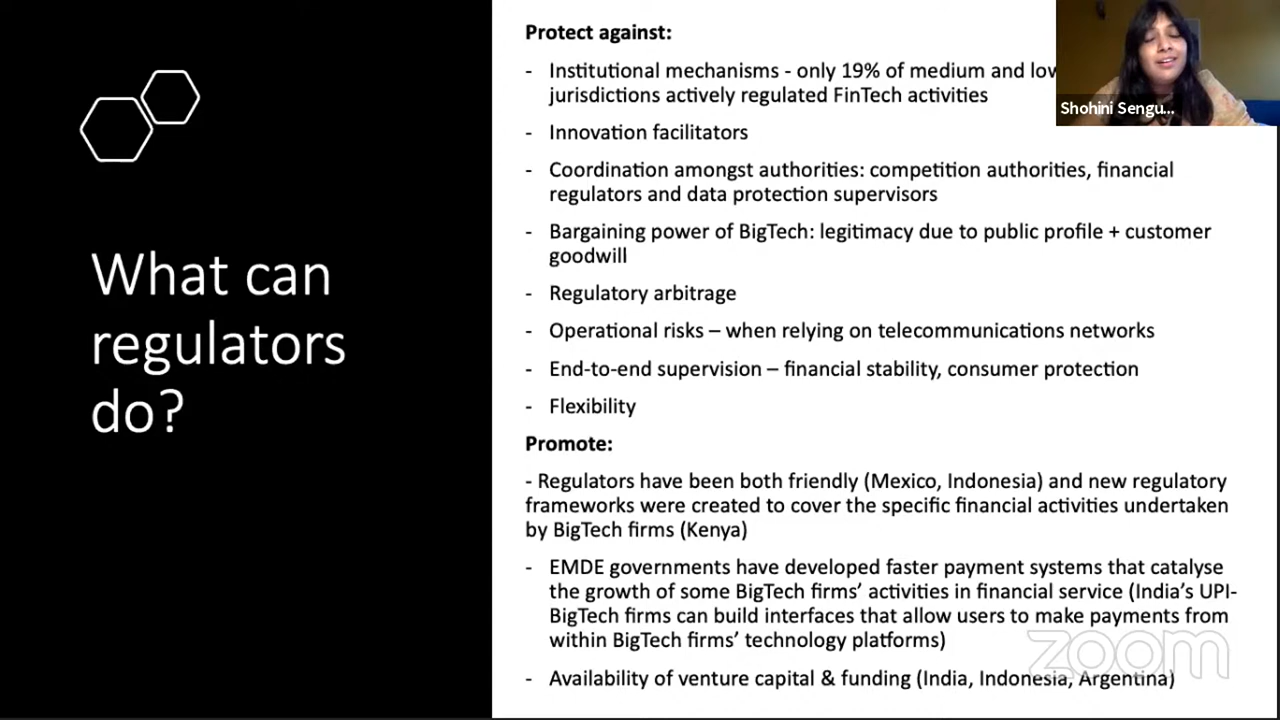 What can
regulators
do?
Protect against:
- Institutional mechanisms - only 19% of medium and low
jurisdictions actively regulated FinTech activities
- Innovation facilitators
- Coordination amongst authorities: competition authorities, financial
regulators and data protection supervisors
- Bargaining power of BigTech: legitimacy due to public profile + customer
goodwill
- Regulatory arbitrage
- Operational risks – when relying on telecommunications networks
- End-to-end supervision – financial stability, consumer protection
- Flexibility
Promote:
- Regulators have been both friendly (Mexico, Indonesia) and new regulatory
frameworks were created to cover the specific financial activities undertaken
by BigTech firms (Kenya)
- EMDE governments have developed faster payment systems that catalyse
the growth of some BigTech firms' activities in financial service (India's UPI-
BigTech firms can build interfaces that allow users to make payments from
within BigTech firms' technology platforms)
- Availability of venture capital & funding (India, Indonesia, Argentina)
Shohini Sengu...
zoom